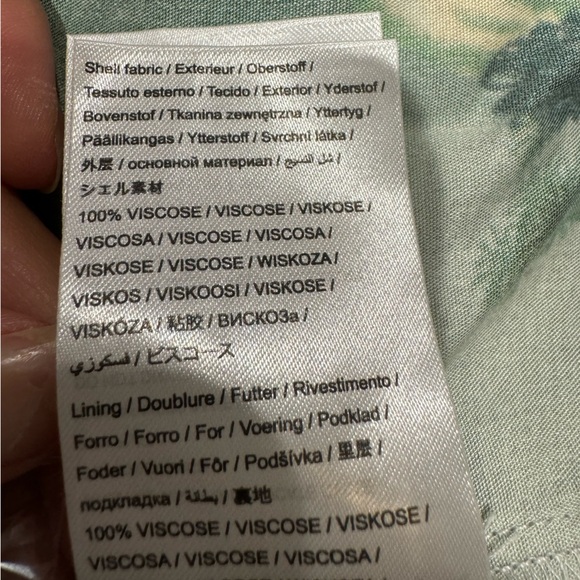 Shell fabric / Exterieur / Oberstoff /
Tessuto esterno / Tecido / Exterior / Yderstof /
Bovenstof / Tkanina zewnętrzna / Yttertyg /
Päällikangas / Ytterstoff / Svrchní látka /
外层 / основной материал / شل النسيج /
シェル素材
100% VISCOSE / VISCOSE / VISKOSE /
VISCOSA / VISCOSE / VISCOSA /
VISKOSE / VISCOSE / WISKOZA /
VISKOS / VISKOOSI / VISKOSE /
VISKÓZA / 粘胶 / ВИСКОЗа /
فسكوزي / ビスコース
Lining / Doublure / Futter / Rivestimento /
Forro / Forro / For / Voering / Podklad /
Foder / Vuori / Fôr / Podšívka / 里层 /
подкладка / بطانة / 裏地
100% VISCOSE / VISCOSE / VISKOSE /
VISCOSA / VISCOSE / VISCOSA /